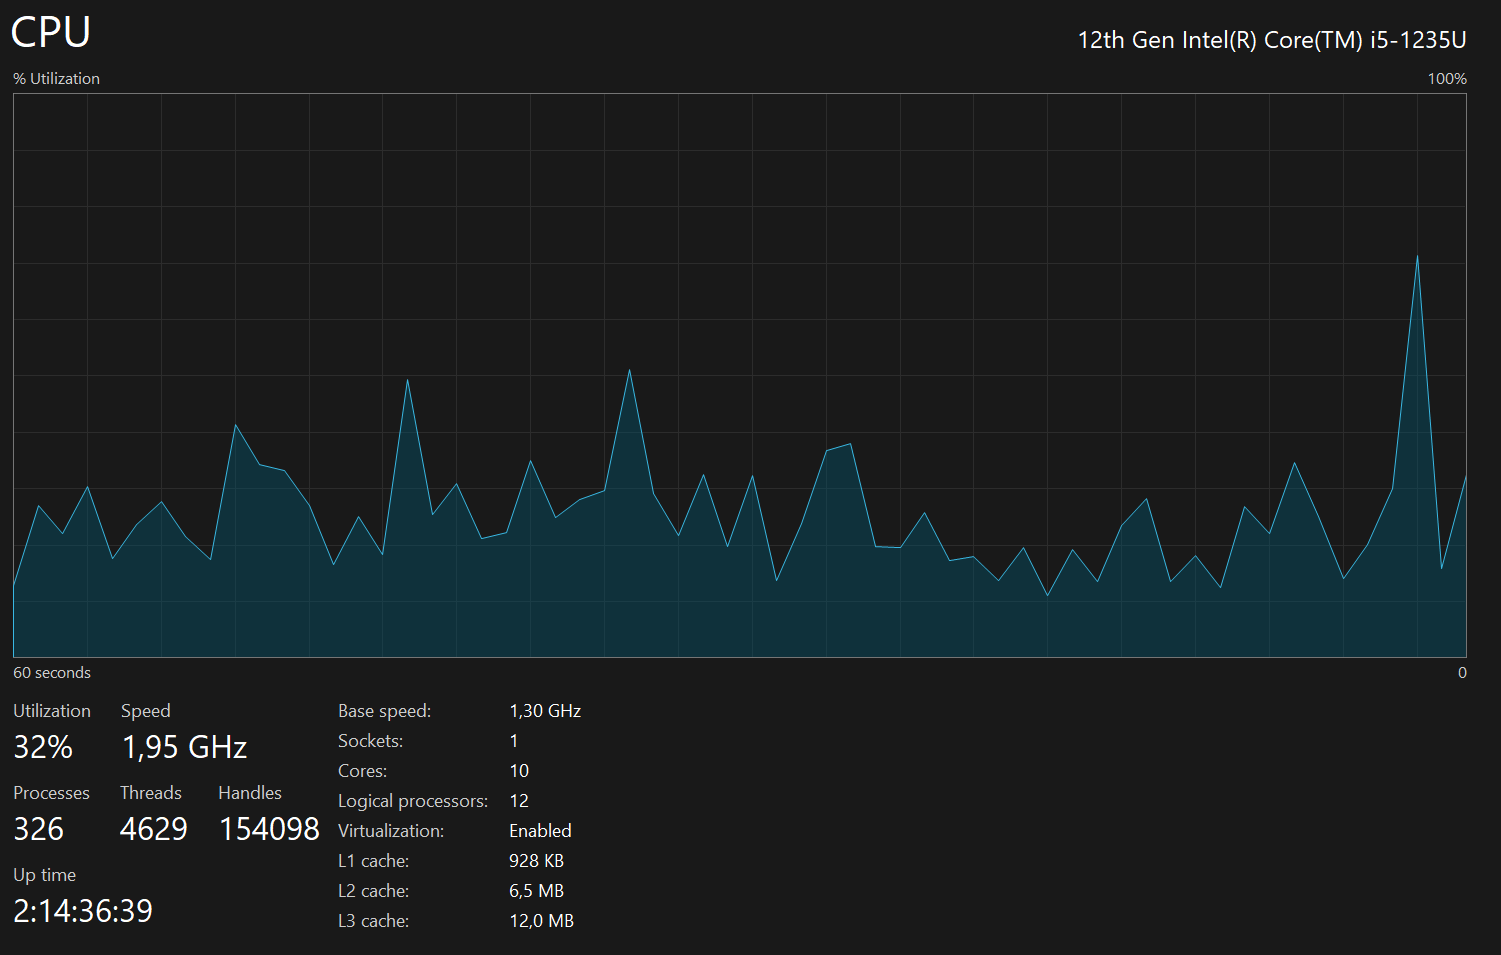 CPU
12th Gen Intel(R) Core(TM) i5-1235U
% Utilization
100%
60 seconds
0
Utilization
Speed
32%
1,95 GHz
Processes
Threads
Handles
326
4629
154098
Up time
2:14:36:39
Base speed: 1,30 GHz
Sockets: 1
Cores: 10
Logical processors: 12
Virtualization: Enabled
L1 cache: 928 KB
L2 cache: 6,5 MB
L3 cache: 12,0 MB